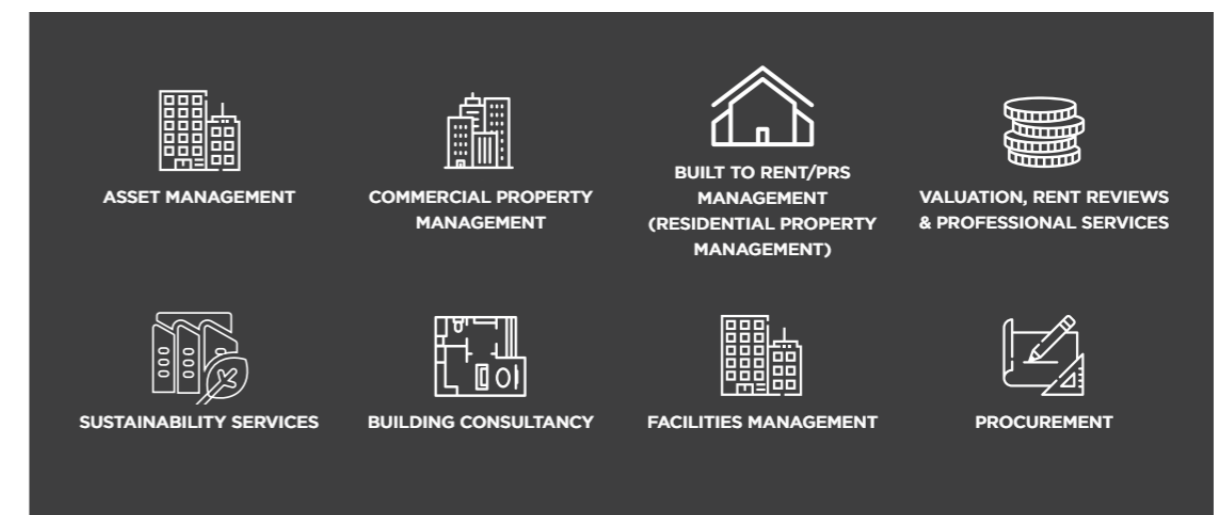 ASSET MANAGEMENT
COMMERCIAL PROPERTY
MANAGEMENT
BUILT TO RENT/PRS
MANAGEMENT
(RESIDENTIAL PROPERTY
MANAGEMENT)
VALUATION, RENT REVIEWS
& PROFESSIONAL SERVICES
SUSTAINABILITY SERVICES
BUILDING CONSULTANCY
FACILITIES MANAGEMENT
PROCUREMENT